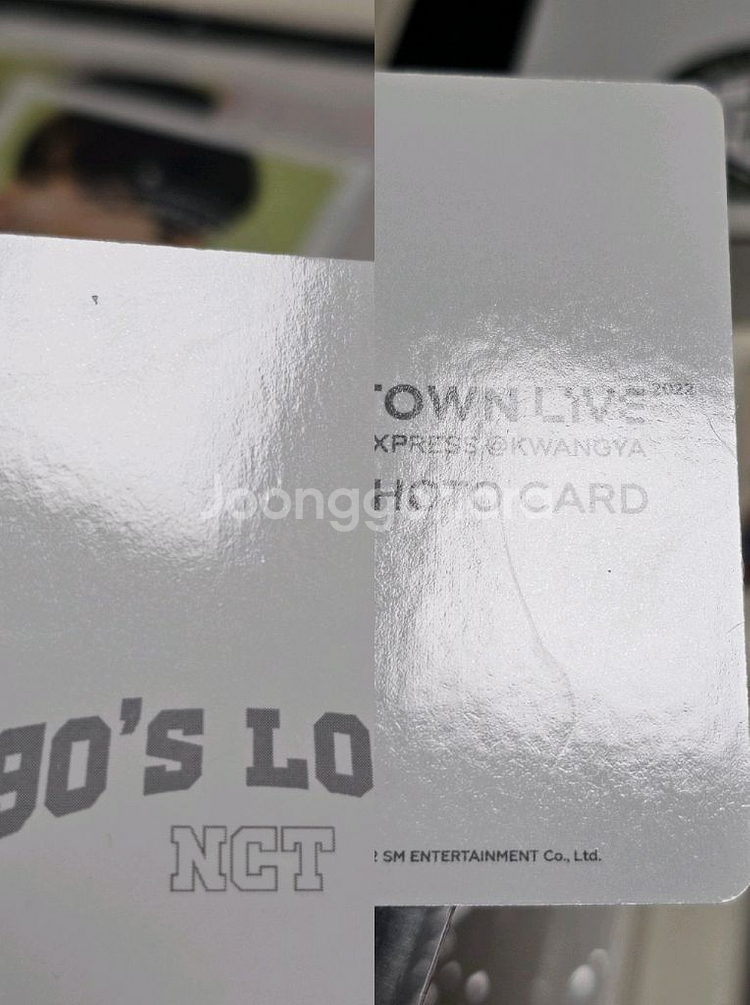 90'S LO
NCT
TOWN LIVE 2022
XPRESS @KWANGYA
HOTO CARD
2 SM ENTERTAINMENT Co., Ltd.